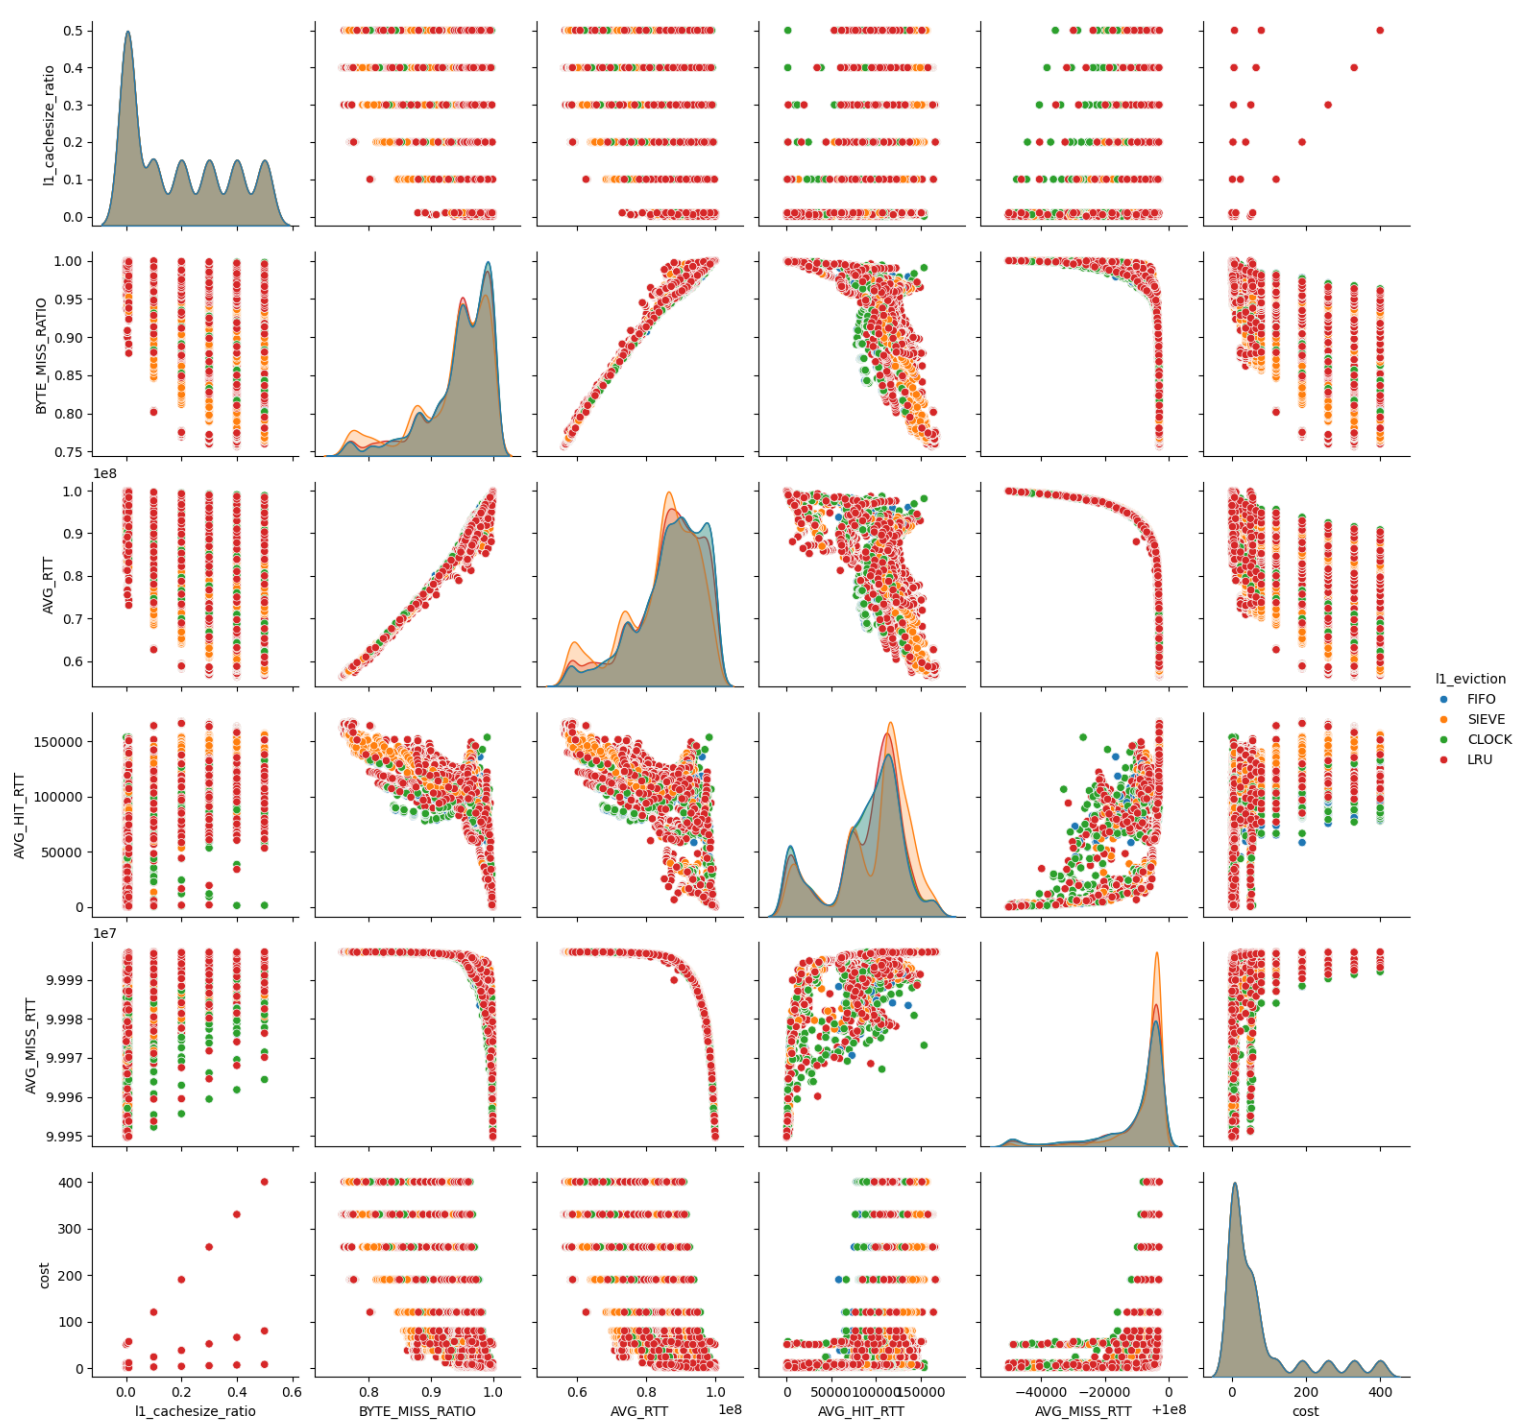 0.5
0.4
0.3
0.2
0.1
0.0
l1_cachesize_ratio
1.00
0.95
0.90
0.85
0.80
0.75
BYTE_MISS_RATIO
1e8
1.0
0.9
0.8
0.7
0.6
AVG_RTT
150000
100000
50000
0
AVG_HIT_RTT
1e7
9.999
9.998
9.997
9.996
9.995
AVG_MISS_RTT
400
300
200
100
0
cost
0.0 0.2 0.4 0.6
l1_cachesize_ratio
0.8 0.9 1.0
BYTE_MISS_RATIO
0.6 0.8 1.0
1e8
AVG_RTT
0 50000 100000 150000
AVG_HIT_RTT
−40000 −20000 0
+1e8
AVG_MISS_RTT
0 200 400
cost
l1_eviction
FIFO
SIEVE
CLOCK
LRU